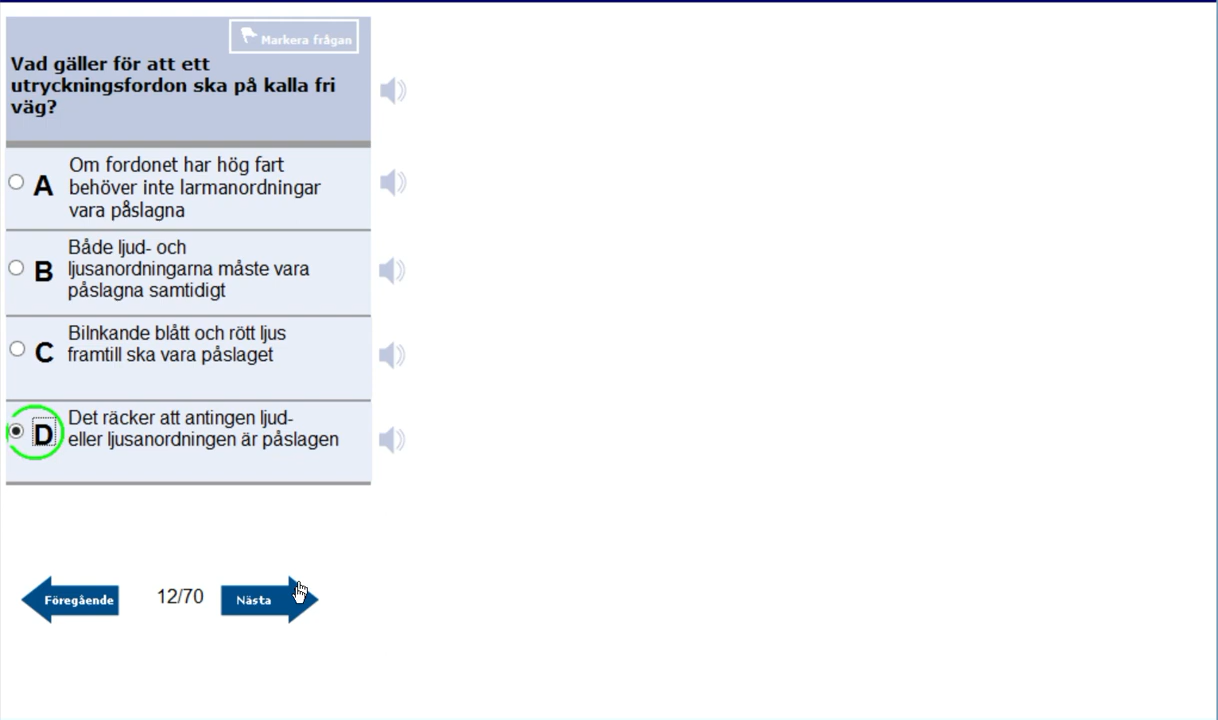 Markera frågan
Vad gäller för att ett
utryckningsfordon ska på kalla fri
väg?
A
Om fordonet har hög fart
behöver inte larmanordningar
vara påslagna
B
Både ljud- och
ljusanordningarna måste vara
påslagna samtidigt
C
Bilnkande blått och rött ljus
framtill ska vara påslaget
D
Det räcker att antingen ljud-
eller ljusanordningen är påslagen
Föregående
12/70
Nästa